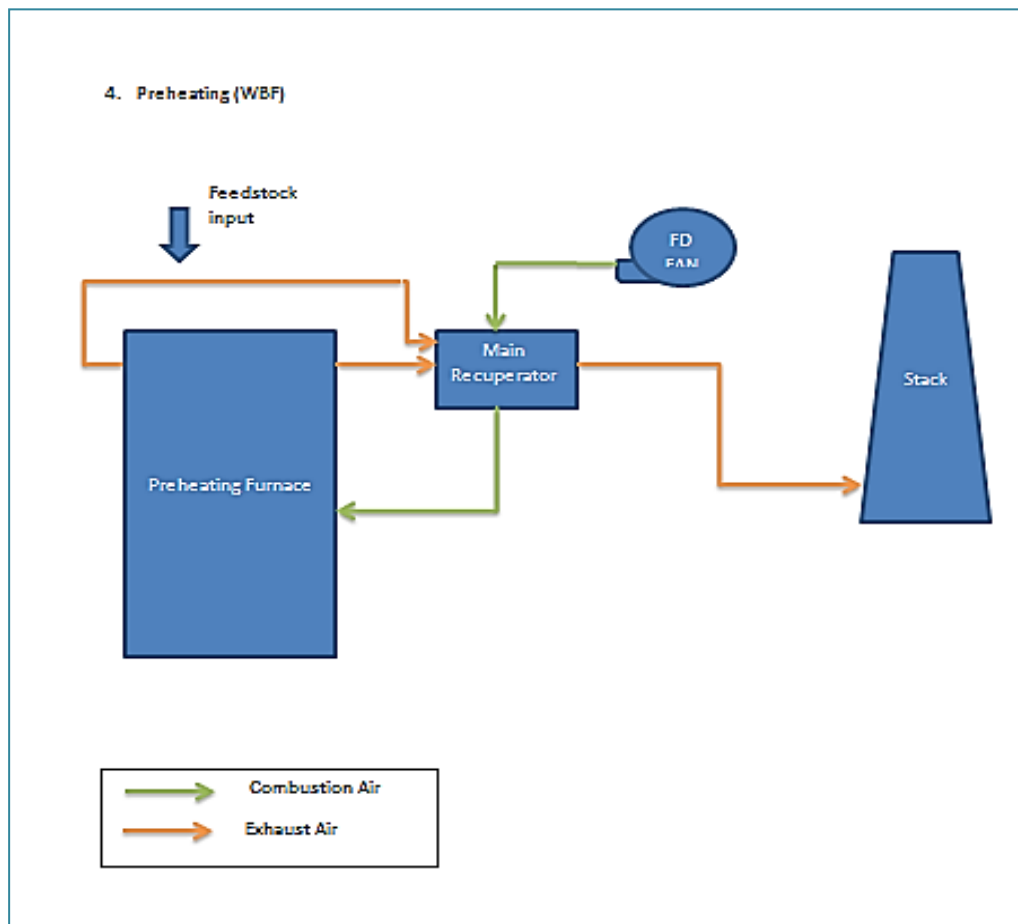 4. Preheating (WBF)
Feedstock
input
FD
FAN
Main
Recuperator
Stack
Preheating Furnace
Combustion Air
Exhaust Air